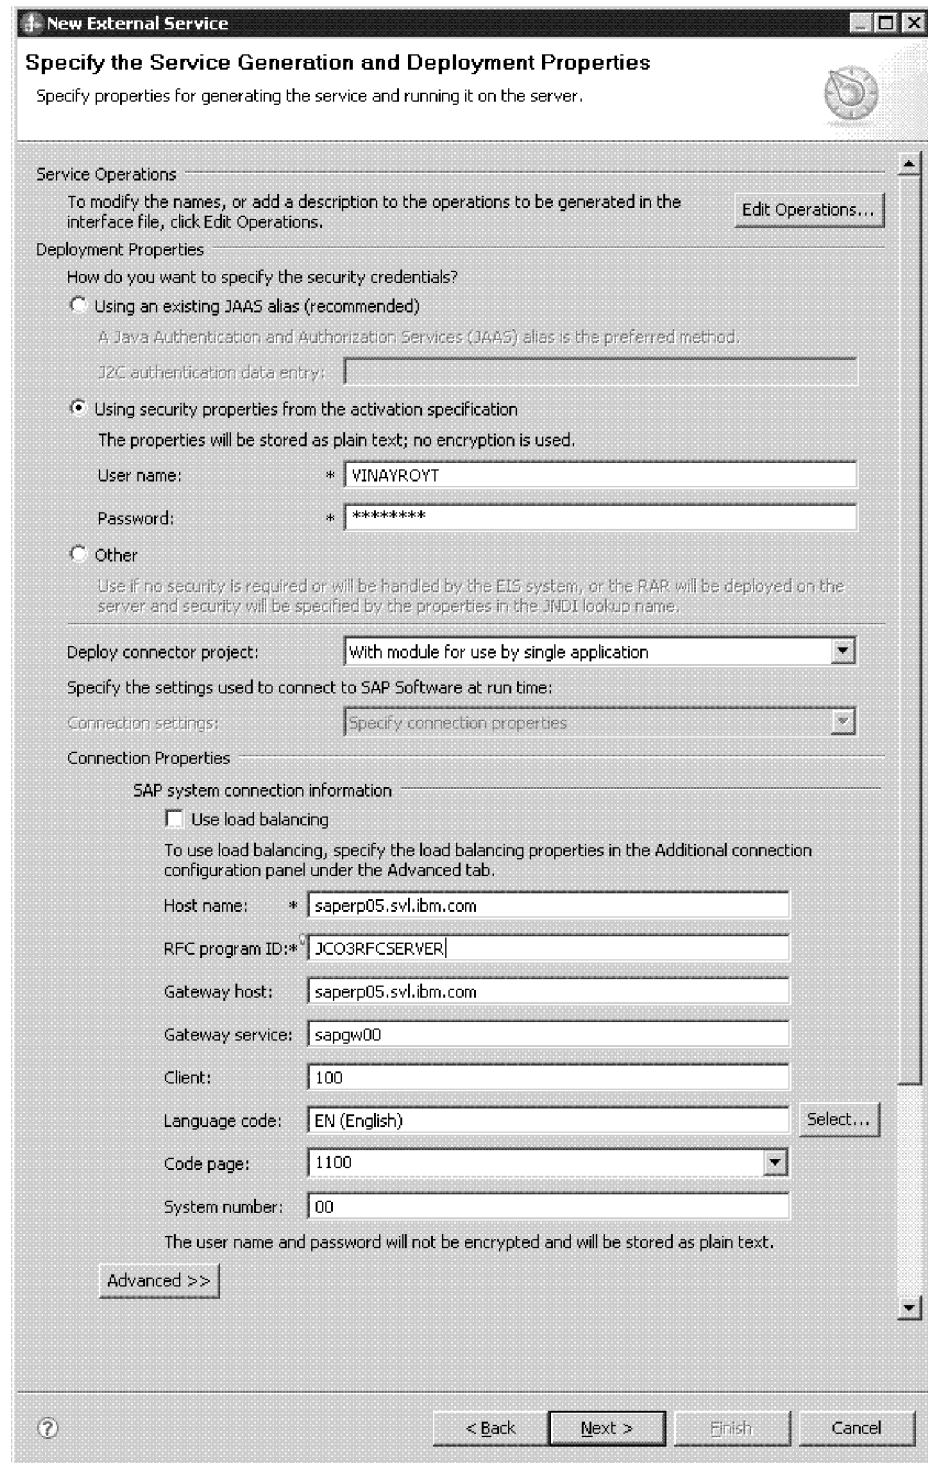 New External Service
Specify the Service Generation and Deployment Properties
Specify properties for generating the service and running it on the server.
Service Operations
To modify the names, or add a description to the operations to be generated in the
interface file, click Edit Operations.
Edit Operations...
Deployment Properties
How do you want to specify the security credentials?
Using an existing JAAS alias (recommended)
A Java Authentication and Authorization Services (JAAS) alias is the preferred method.
J2C authentication data entry:
Using security properties from the activation specification
The properties will be stored as plain text; no encryption is used.
User name: * VINAYROYT
Password: * ********
Other
Use if no security is required or will be handled by the EIS system, or the RAR will be deployed on the
server and security will be specified by the properties in the JNDI lookup name.
Deploy connector project: With module for use by single application
Specify the settings used to connect to SAP Software at run time:
Connection settings: Specify connection properties
Connection Properties
SAP system connection information
Use load balancing
To use load balancing, specify the load balancing properties in the Additional connection
configuration panel under the Advanced tab.
Host name: * saperp05.svl.ibm.com
RFC program ID:* JCO3RFCSERVER
Gateway host: saperp05.svl.ibm.com
Gateway service: sapgw00
Client: 100
Language code: EN (English) Select...
Code page: 1100
System number: 00
The user name and password will not be encrypted and will be stored as plain text.
Advanced >>
? < Back Next > Finish Cancel